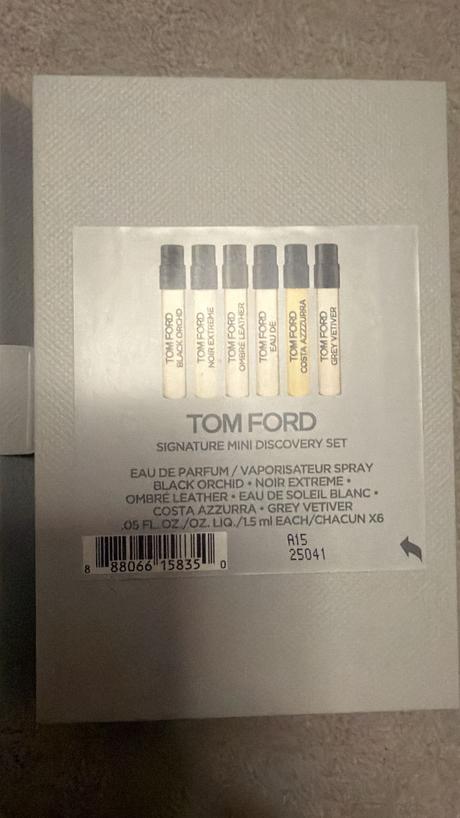 TOM FORD
BLACK ORCHID
TOM FORD
NOIR EXTREME
TOM FORD
OMBRÉ LEATHER
TOM FORD
EAU DE
TOM FORD
COSTA AZZZURRA
TOM FORD
GREY VETIVER
TOM FORD
SIGNATURE MINI DISCOVERY SET
EAU DE PARFUM / VAPORISATEUR SPRAY
BLACK ORCHID • NOIR EXTREME •
OMBRÉ LEATHER • EAU DE SOLEIL BLANC •
COSTA AZZURRA • GREY VETIVER
.05 FL. OZ./OZ. LIQ./1.5 ml EACH/CHACUN X6
A15
25041
8 88066 15835 0